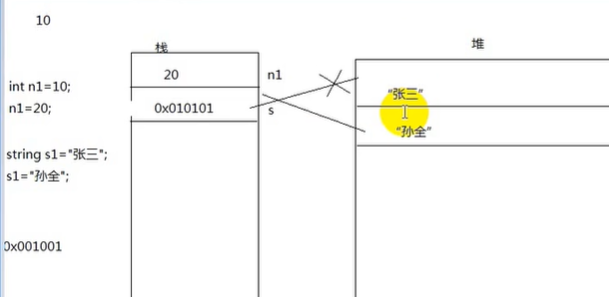 10
栈
堆
20
n1
int n1=10;
n1=20;
0x010101
s
"张三"
"孙全"
string s1="张三";
s1="孙全";
0x001001